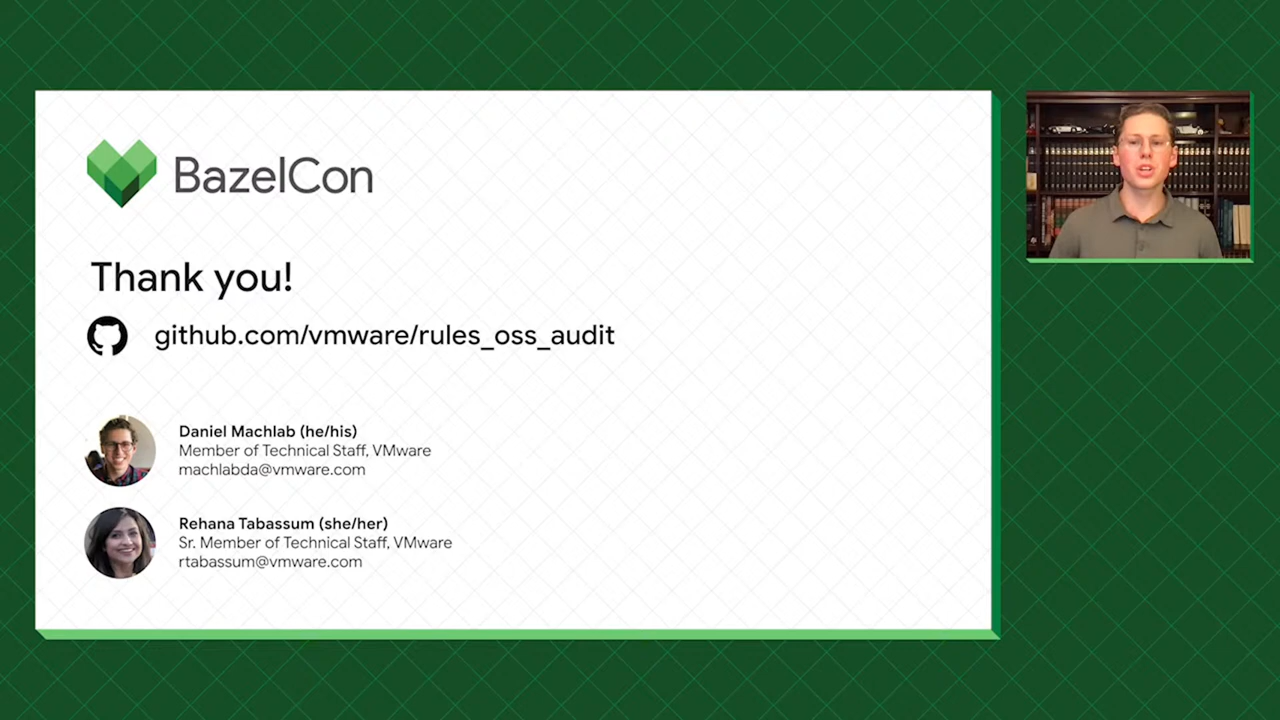 BazelCon
Thank you!
github.com/vmware/rules_oss_audit
Daniel Machlab (he/his)
Member of Technical Staff, VMware
machlabda@vmware.com
Rehana Tabassum (she/her)
Sr. Member of Technical Staff, VMware
rtabassum@vmware.com